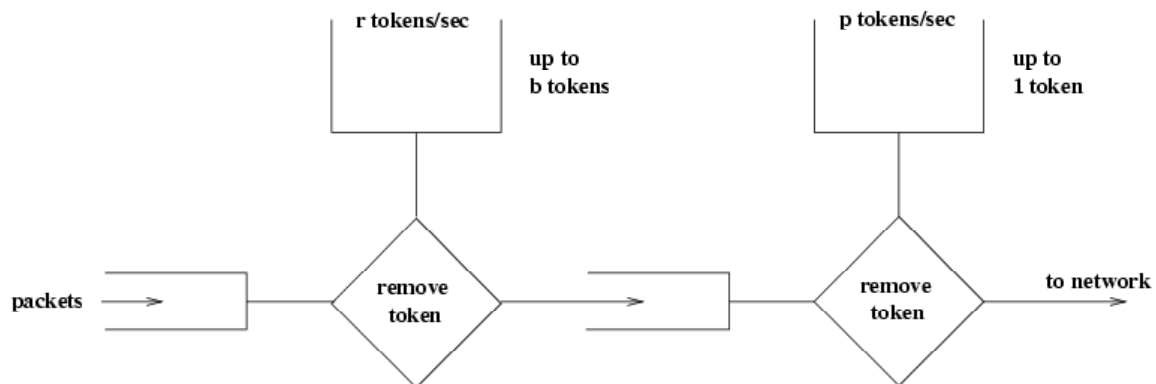 r tokens/sec
up to
b tokens
p tokens/sec
up to
1 token
packets
remove
token
remove
token
to network